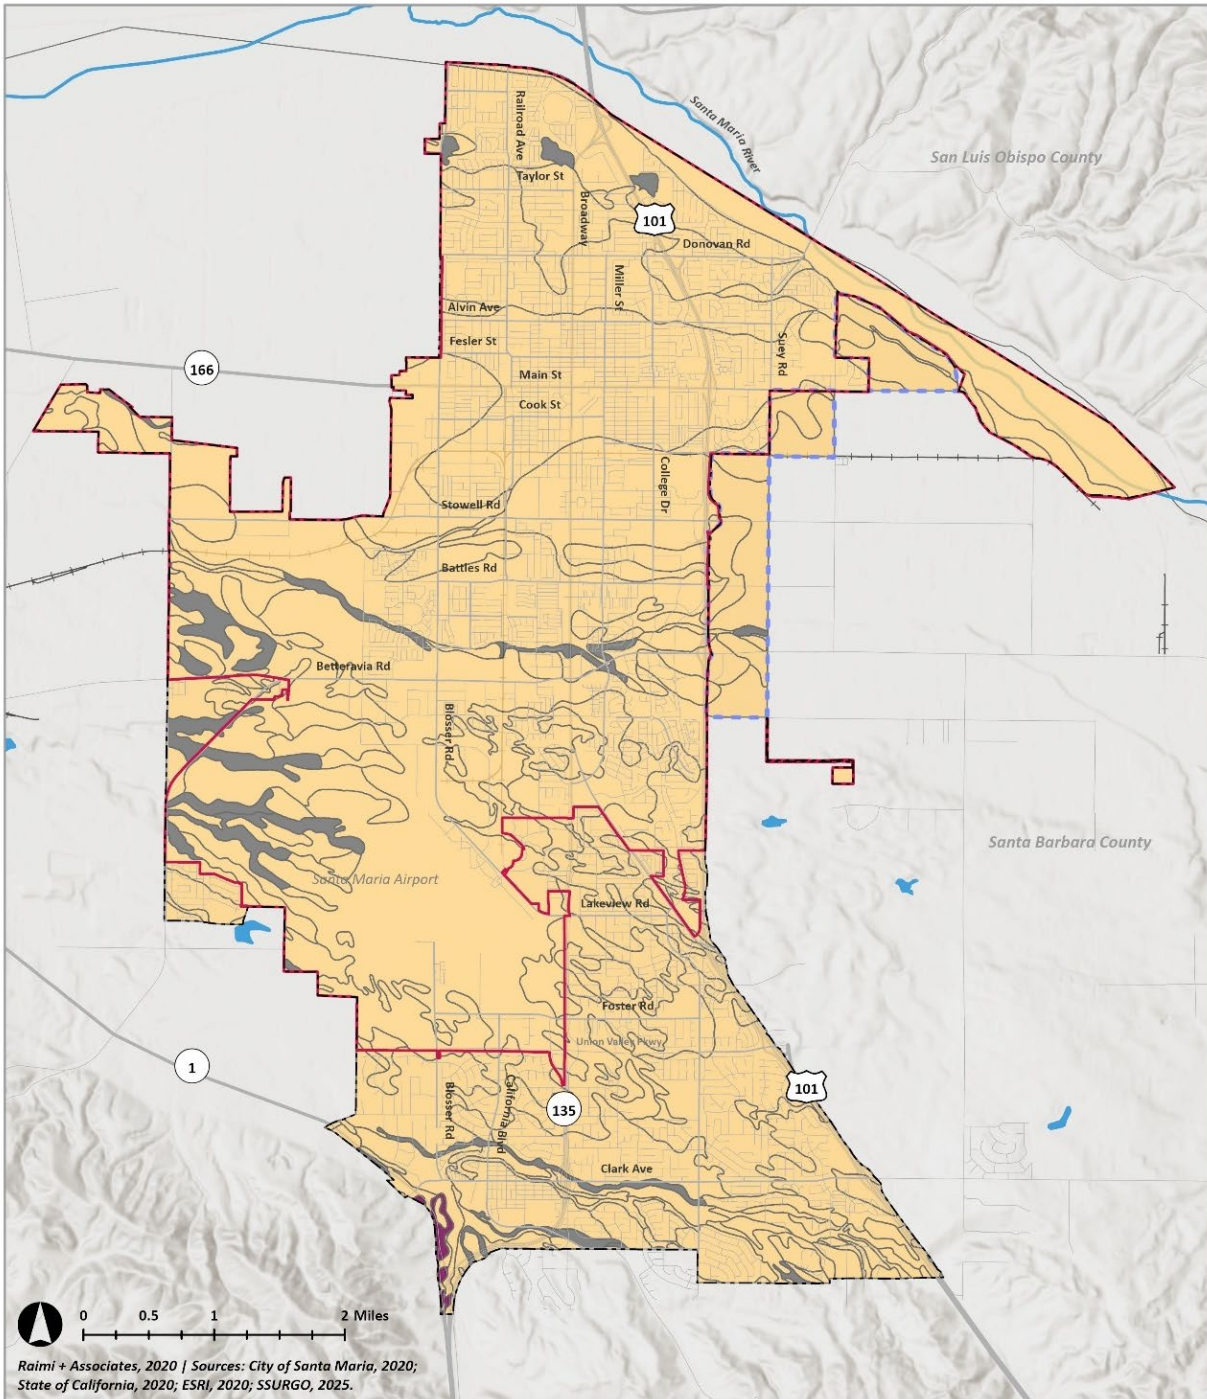 Railroad Ave
Santa Maria River
San Luis Obispo County
Taylor St
Broadway
101
Donovan Rd
Miller St
Alvin Ave
Fesler St
Suey Rd
166
Main St
Cook St
College Dr
Stowell Rd
Battles Rd
Betteravia Rd
Blosser Rd
Santa Barbara County
Santa Maria Airport
Lakeview Rd
Foster Rd
Union Valley Pkwy
1
101
135
Blosser Rd
California Blvd
Clark Ave
0 0.5 1 2 Miles
Raimi + Associates, 2020 | Sources: City of Santa Maria, 2020;
State of California, 2020; ESRI, 2020; SSURGO, 2025.